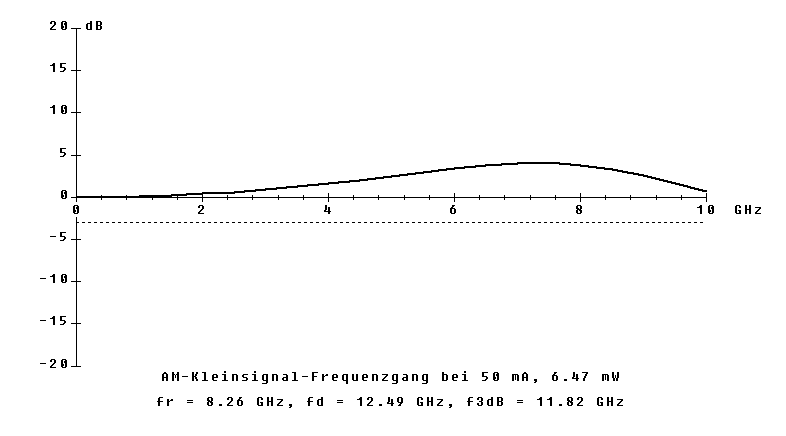 20 dB
15
10
5
0
0 2 4 6 8 10 GHz
-5
-10
-15
-20
AM-Kleinsignal-Frequenzgang bei 50 mA, 6.47 mW
fr = 8.26 GHz, fd = 12.49 GHz, f3dB = 11.82 GHz